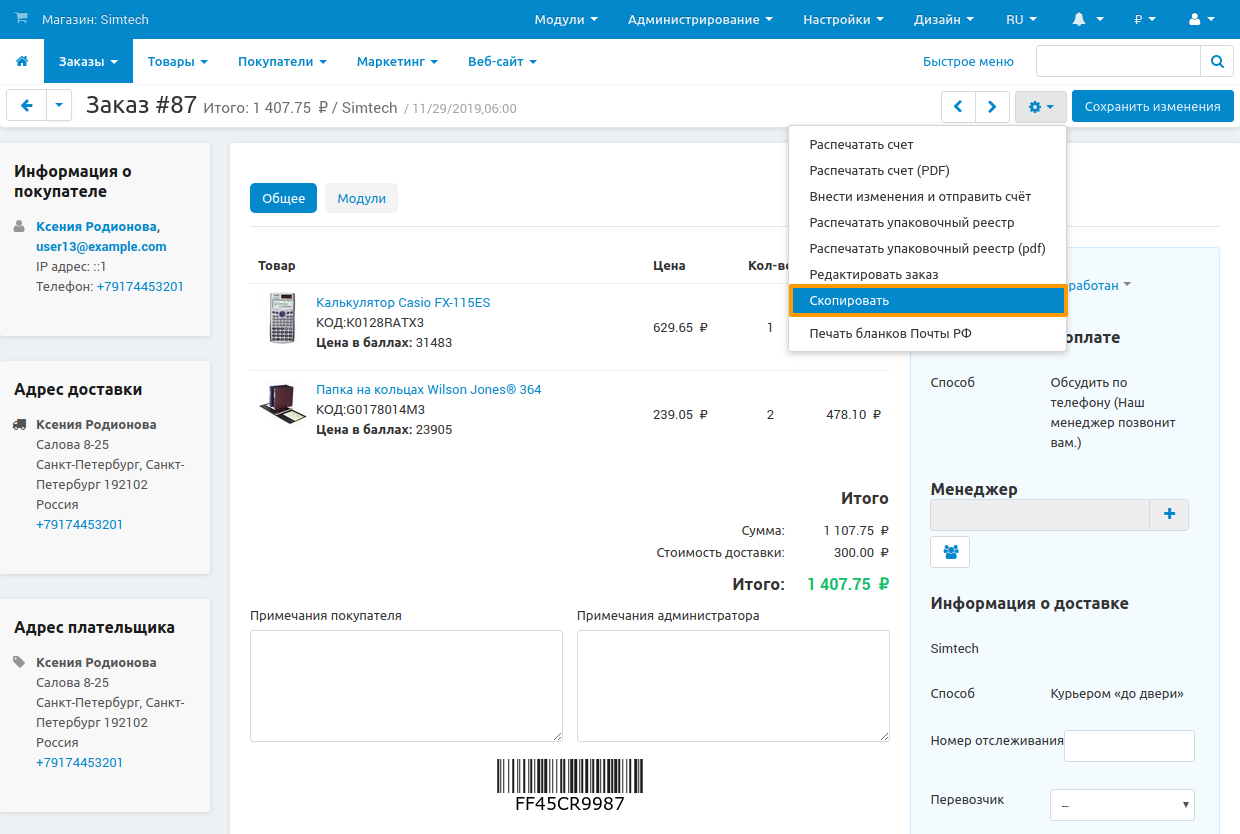 Магазин: Simtech
Модули
Администрирование
Настройки
Дизайн
RU
₽
Заказы
Товары
Покупатели
Маркетинг
Веб-сайт
Быстрое меню
Заказ #87 Итого: 1 407.75 ₽ / Simtech / 11/29/2019,06:00
Сохранить изменения
Распечатать счет
Распечатать счет (PDF)
Внести изменения и отправить счёт
Распечатать упаковочный реестр
Распечатать упаковочный реестр (pdf)
Редактировать заказ
Скопировать
Печать бланков Почты РФ
Информация о
покупателе
Ксения Родионова,
user13@example.com
IP адрес: ::1
Телефон: +79174453201
Адрес доставки
Ксения Родионова
Салова 8-25
Санкт-Петербург, Санкт-
Петербург 192102
Россия
+79174453201
Адрес плательщика
Ксения Родионова
Салова 8-25
Санкт-Петербург, Санкт-
Петербург 192102
Россия
+79174453201
Общее
Модули
Товар
Цена
Кол-во
Калькулятор Casio FX-115ES
КОД:K0128RATX3
Цена в баллах: 31483
629.65 ₽
1
Папка на кольцах Wilson Jones® 364
КОД:G0178014M3
Цена в баллах: 23905
239.05 ₽
2
478.10 ₽
Итого
Сумма: 1 107.75 ₽
Стоимость доставки: 300.00 ₽
Итого: 1 407.75 ₽
Примечания покупателя
Примечания администратора
FF45CR9987
работан
оплате
Способ
Обсудить по
телефону (Наш
менеджер позвонит
вам.)
Менеджер
Информация о доставке
Simtech
Способ
Курьером «до двери»
Номер отслеживания
Перевозчик
--